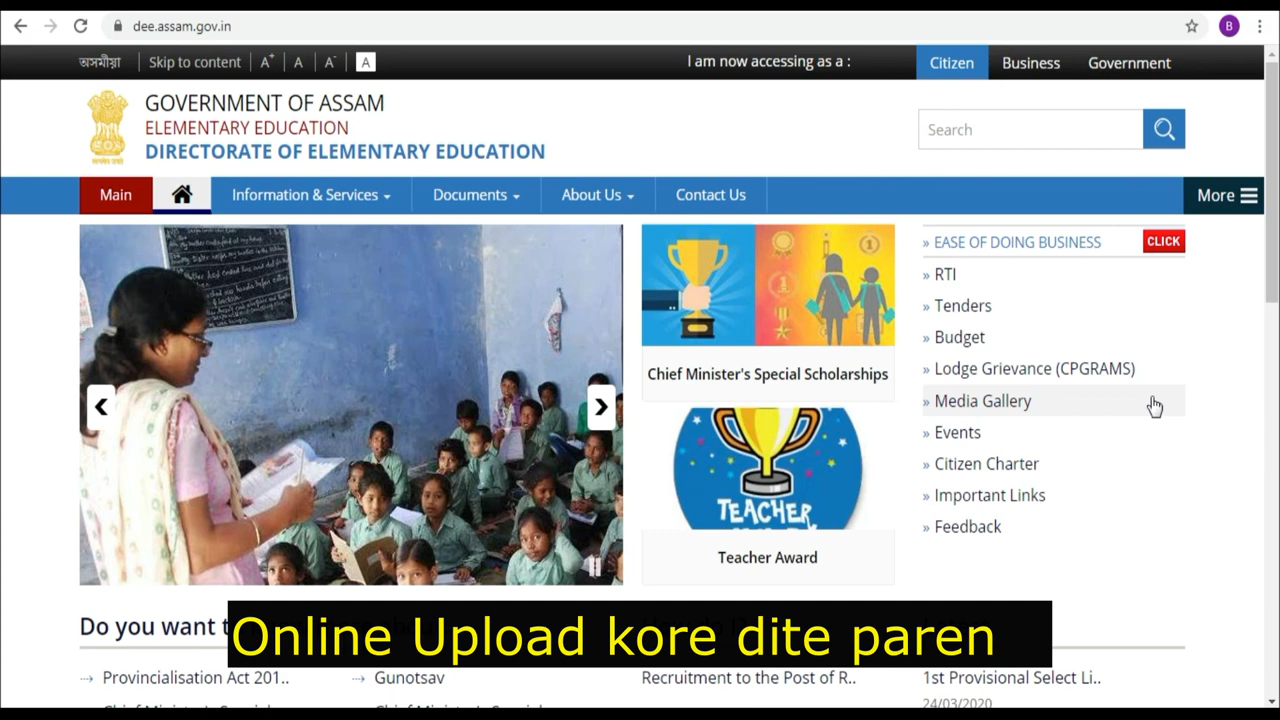 dee.assam.gov.in
B
অসমীয়া
Skip to content
A+
A
A-
A
I am now accessing as a :
Citizen
Business
Government
GOVERNMENT OF ASSAM
ELEMENTARY EDUCATION
DIRECTORATE OF ELEMENTARY EDUCATION
Search
Main
Information & Services
Documents
About Us
Contact Us
More
Chief Minister's Special Scholarships
TEACHER
Teacher Award
» EASE OF DOING BUSINESS
CLICK
» RTI
» Tenders
» Budget
» Lodge Grievance (CPGRAMS)
» Media Gallery
» Events
» Citizen Charter
» Important Links
» Feedback
Do you want
Online Upload kore dite paren
Provincialisation Act 201..
Gunotsav
Recruitment to the Post of R..
1st Provisional Select Li..
24/03/2020